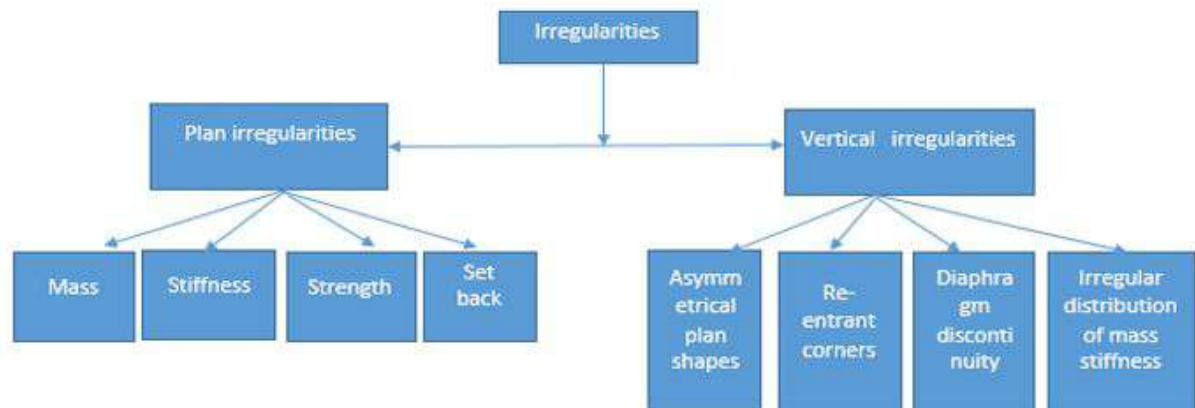 Irregularities
Plan irregularities
Vertical irregularities
Mass
Stiffness
Strength
Set
back
Asymm
etrical
plan
shapes
Re-
entrant
corners
Diaphra
gm
disconti
nuity
Irregular
distribution
of mass
stiffness